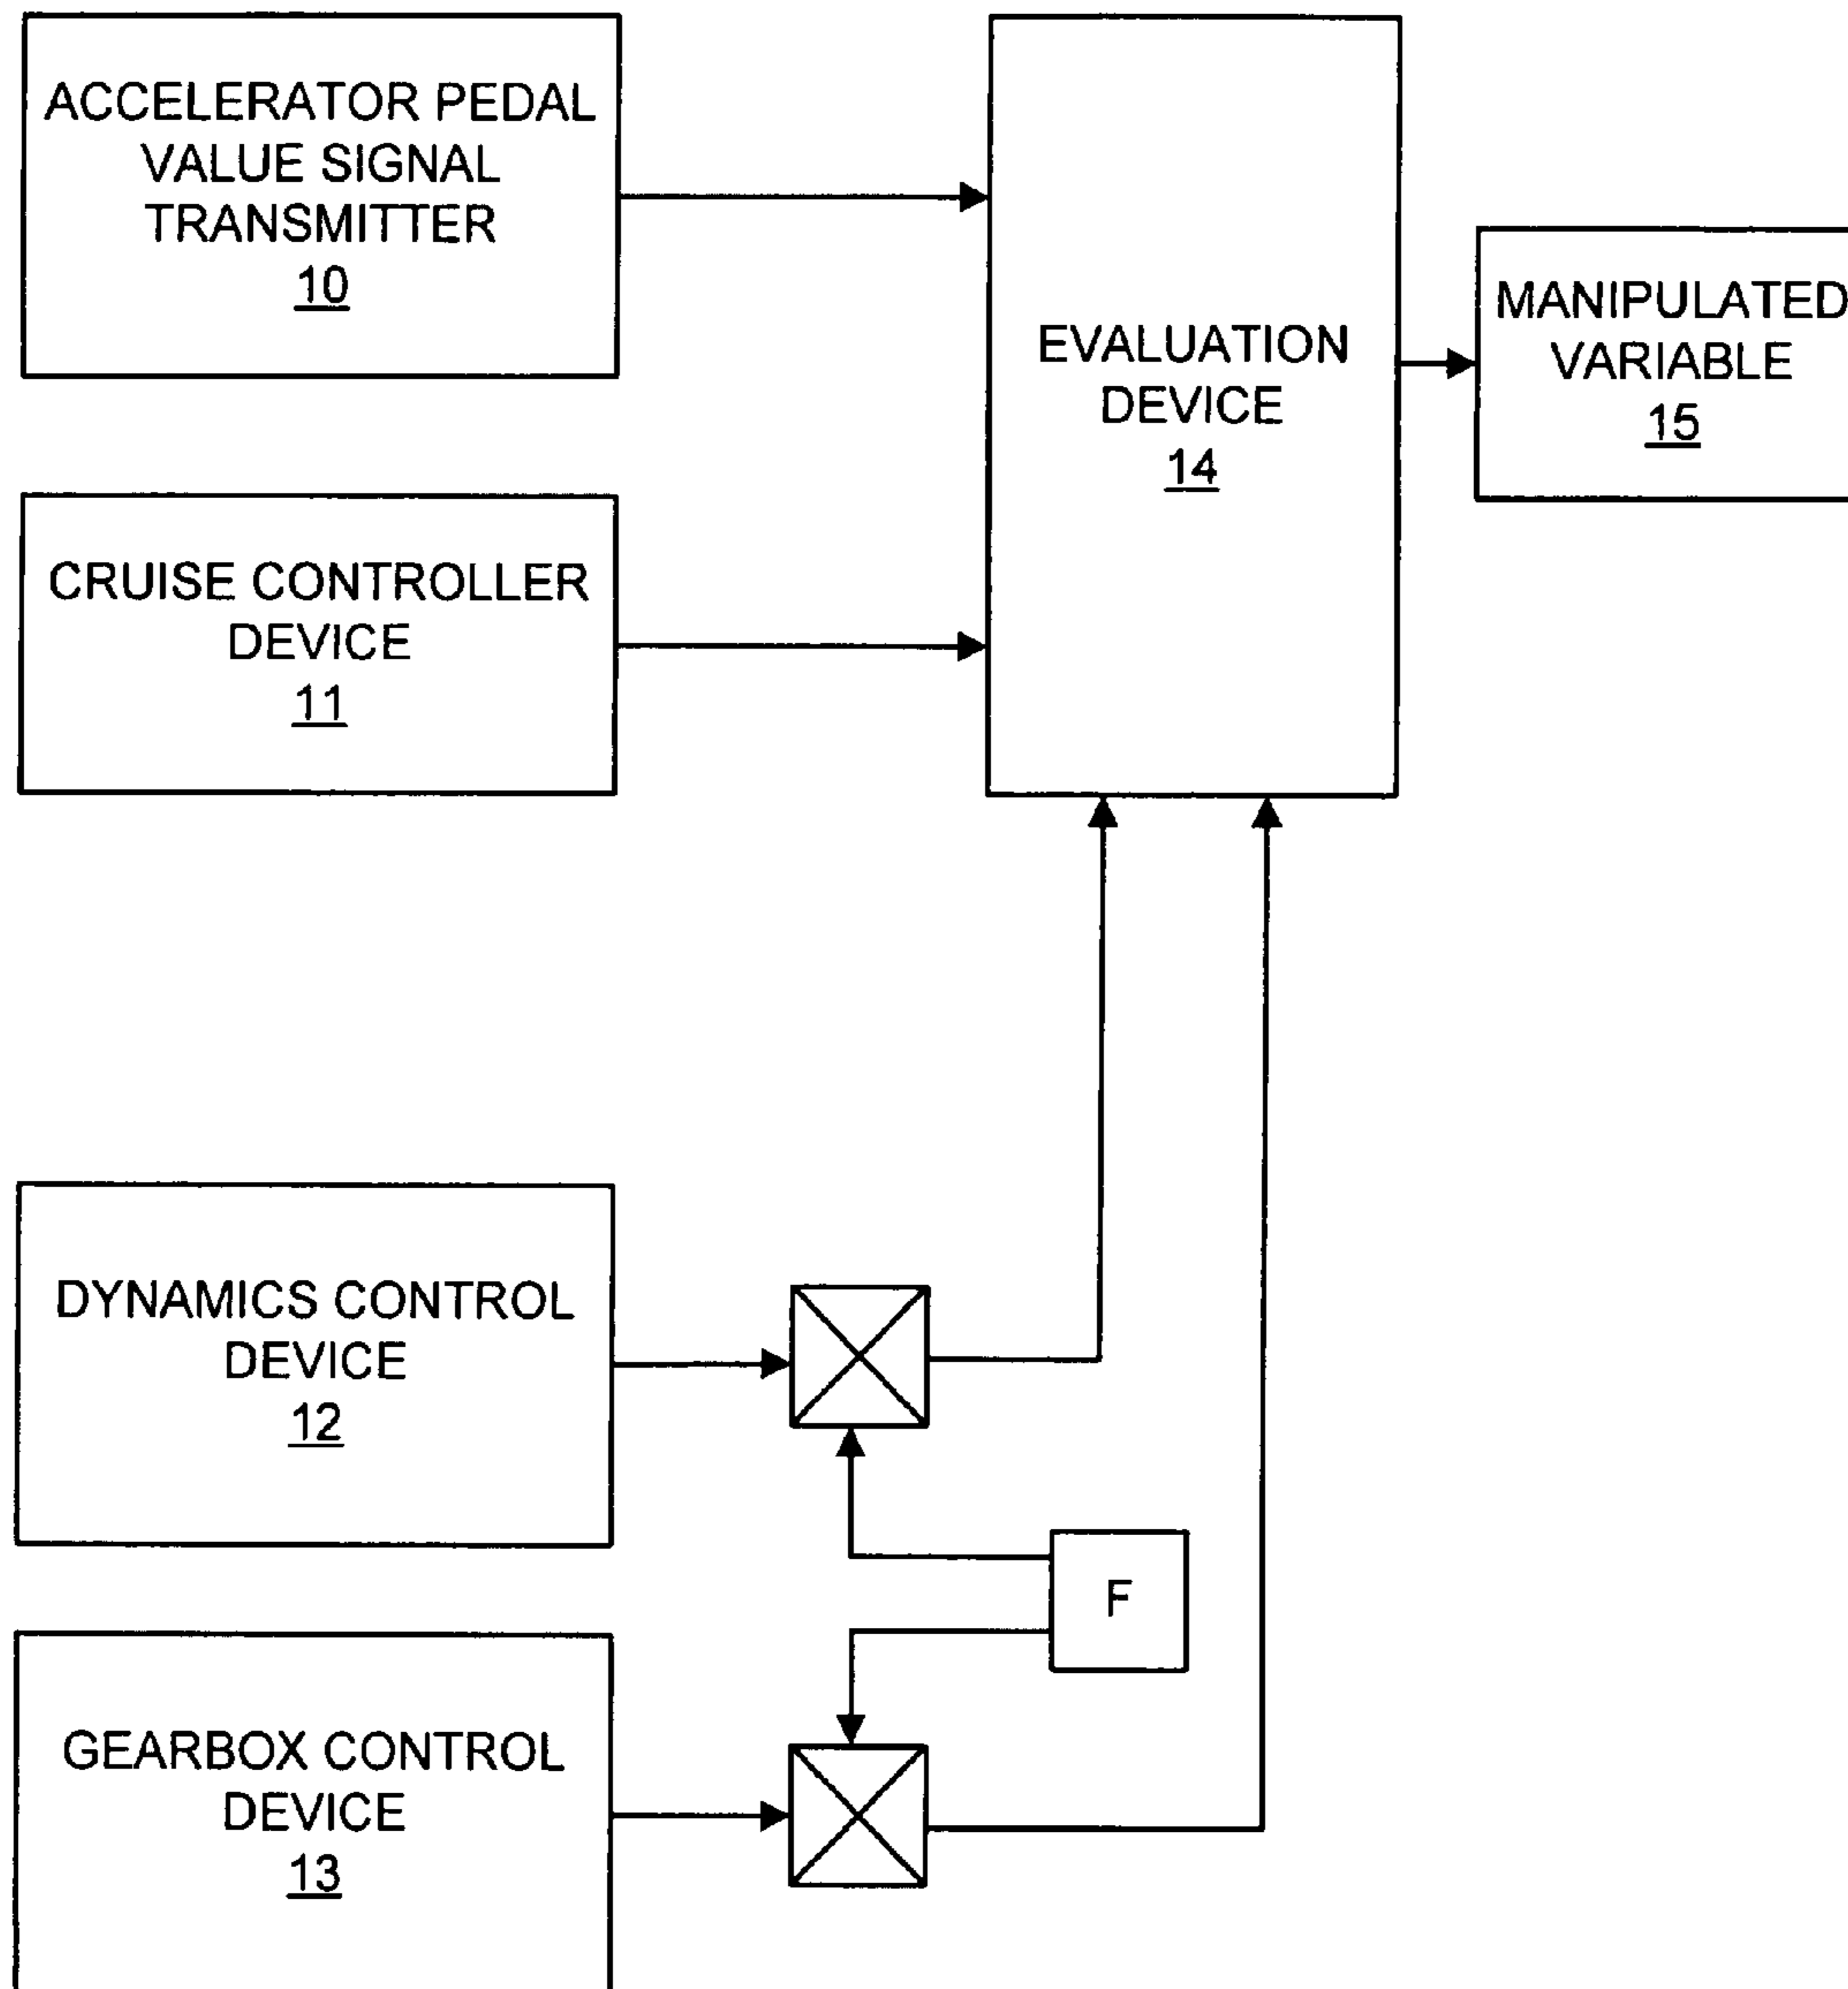 ACCELERATOR PEDAL
VALUE SIGNAL
TRANSMITTER
10
EVALUATION
DEVICE
14
MANIPULATED
VARIABLE
15
CRUISE CONTROLLER
DEVICE
11
DYNAMICS CONTROL
DEVICE
12
F
GEARBOX CONTROL
DEVICE
13